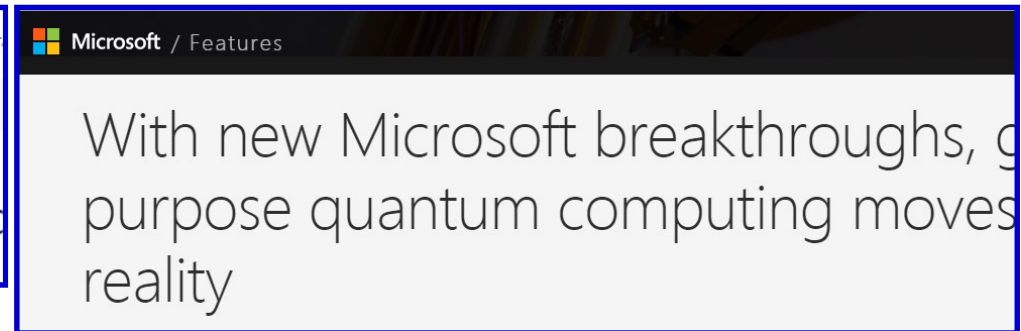 Microsoft / Features
With new Microsoft breakthroughs,
purpose quantum computing moves
reality